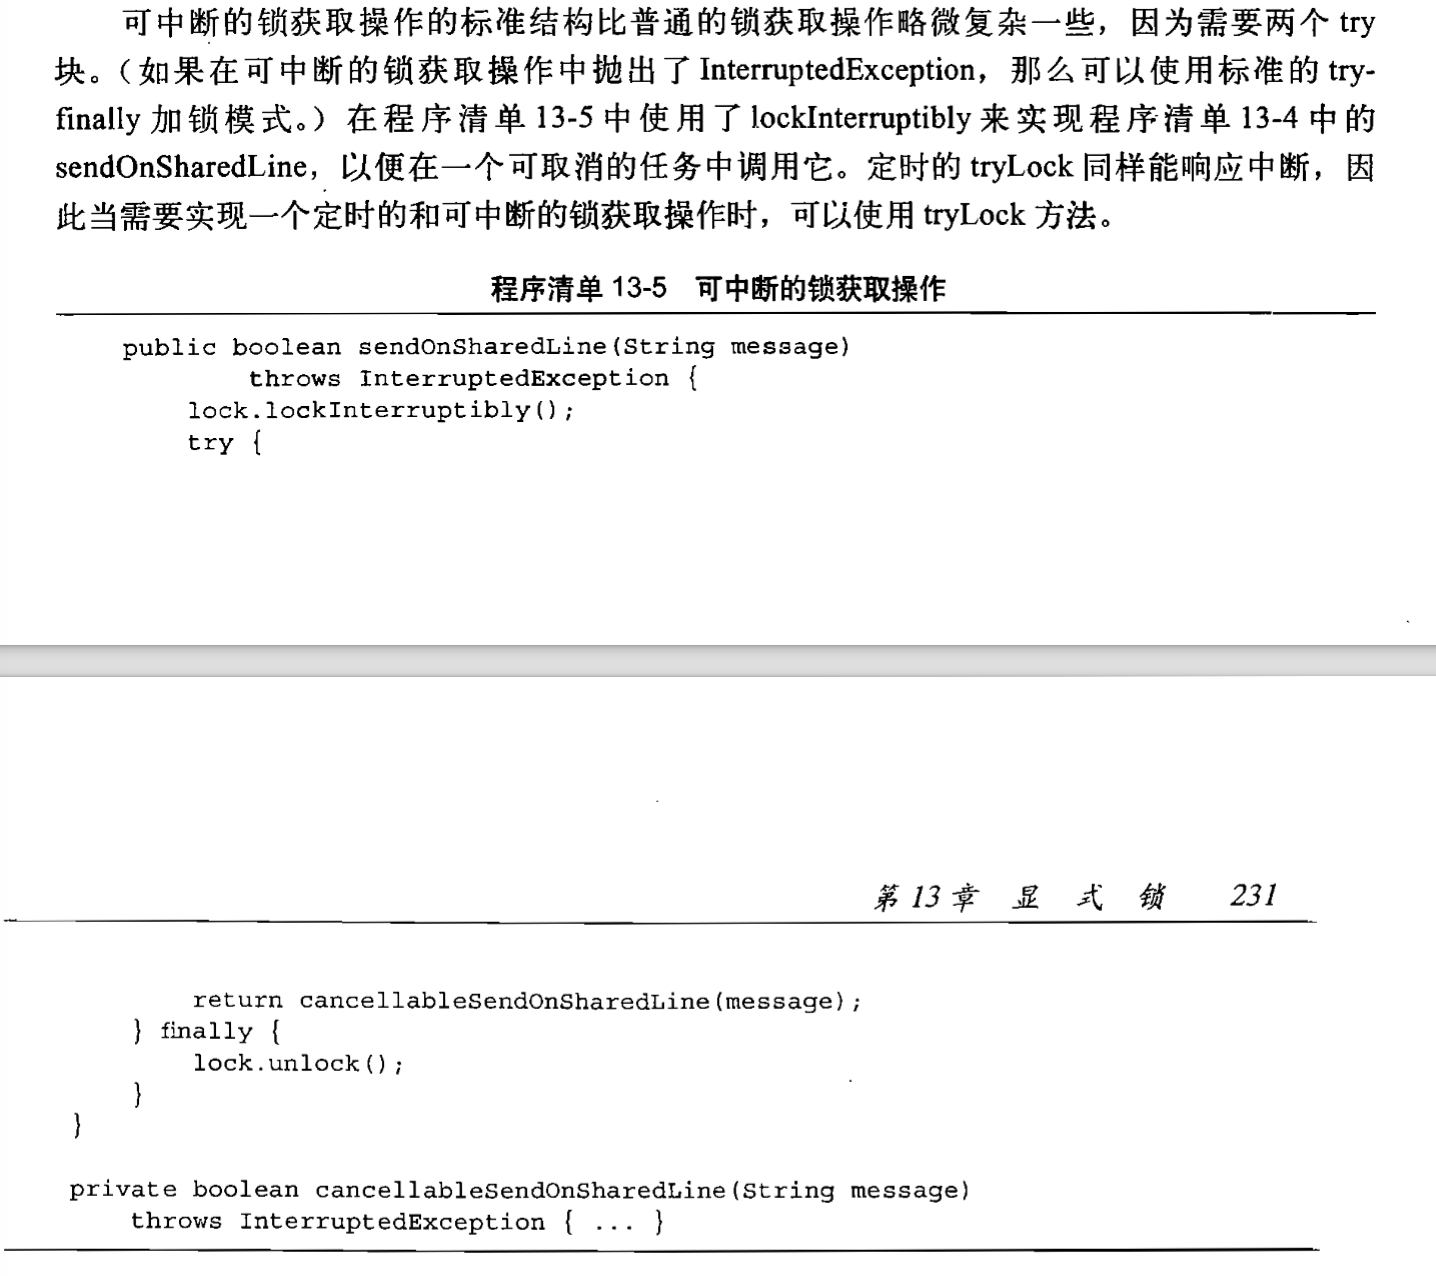 可中断的锁获取操作的标准结构比普通的锁获取操作略微复杂一些，因为需要两个 try
块。（如果在可中断的锁获取操作中抛出了 InterruptedException，那么可以使用标准的 try-
finally 加锁模式。）在程序清单 13-5 中使用了 lockInterruptibly 来实现程序清单 13-4 中的
sendOnSharedLine，以便在一个可取消的任务中调用它。定时的 tryLock 同样能响应中断，因
此当需要实现一个定时的和可中断的锁获取操作时，可以使用 tryLock 方法。
程序清单 13-5 可中断的锁获取操作
public boolean sendOnSharedLine(String message)
throws InterruptedException {
lock.lockInterruptibly();
try {
第 13 章 显 式 锁 231
return cancellableSendOnSharedLine(message);
} finally {
lock.unlock();
}
}
private boolean cancellableSendOnSharedLine(String message)
throws InterruptedException { ... }